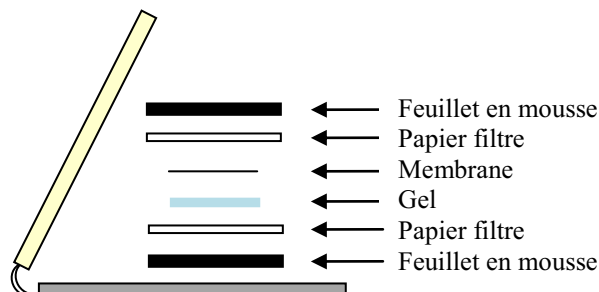 Feuillet en mousse
Papier filtre
Membrane
Gel
Papier filtre
Feuillet en mousse